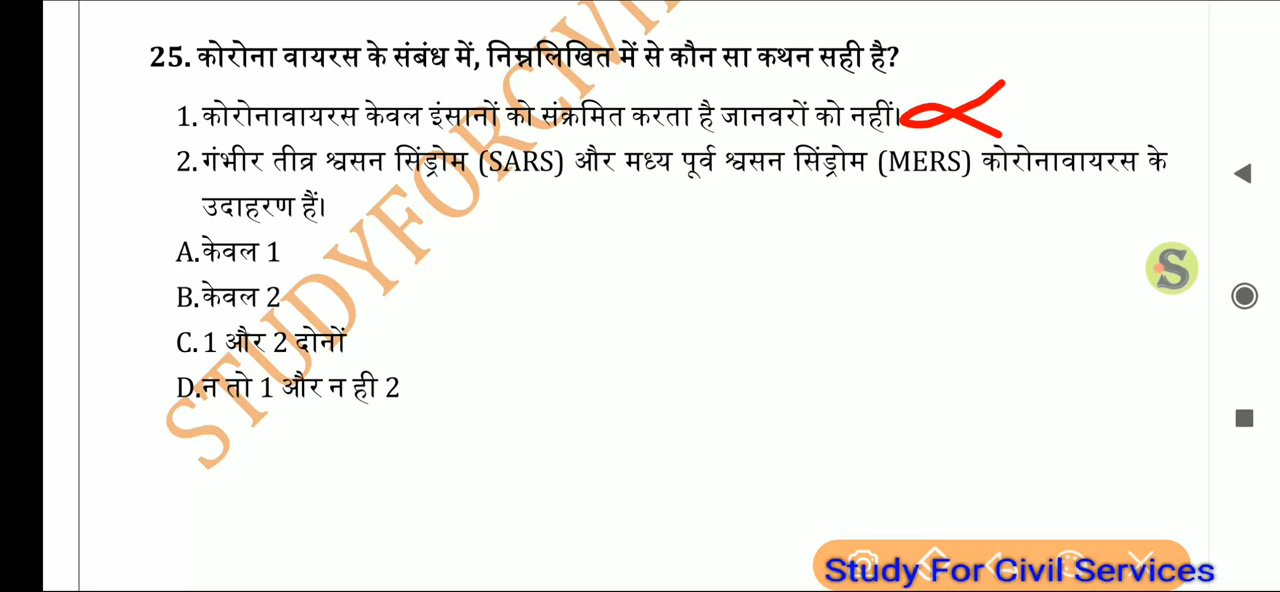 25. कोरोना वायरस के संबंध में, निम्नलिखित में से कौन सा कथन सही है?
1. कोरोनावायरस केवल इंसानों को संक्रमित करता है जानवरों को नहीं।
2. गंभीर तीव्र श्वसन सिंड्रोम (SARS) और मध्य पूर्व श्वसन सिंड्रोम (MERS) कोरोनावायरस के
उदाहरण हैं।
A. केवल 1
B. केवल 2
C. 1 और 2 दोनों
D. न तो 1 और न ही 2
STUDYFORCIVI
S
Study For Civil Services